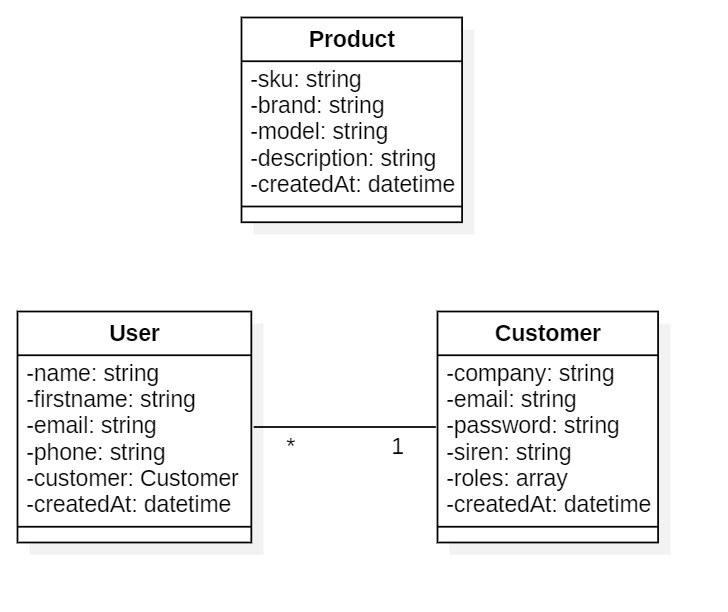 Product
-sku: string
-brand: string
-model: string
-description: string
-createdAt: datetime
User
-name: string
-firstname: string
-email: string
-phone: string
-customer: Customer
-createdAt: datetime
*
1
Customer
-company: string
-email: string
-password: string
-siren: string
-roles: array
-createdAt: datetime